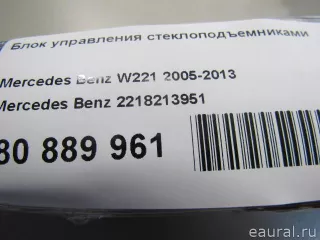 Блок управления стеклоподъемниками
Mercedes Benz W221 2005-2013
Mercedes Benz 2218213951
80 889 961
eaural.ru